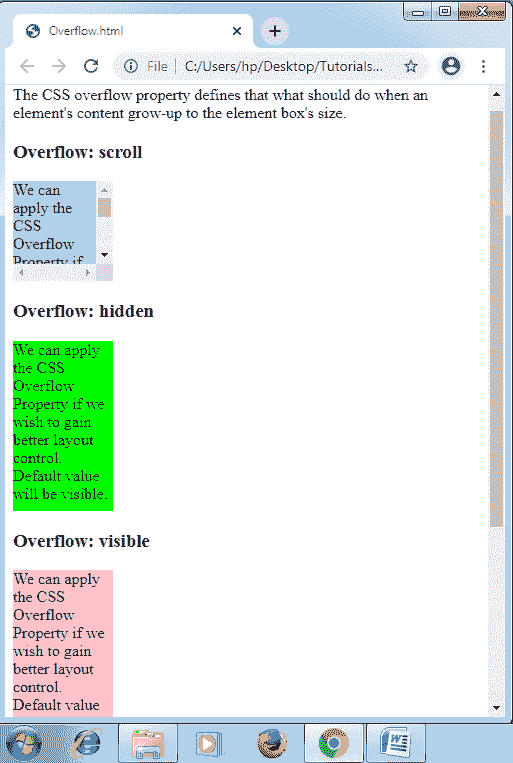 Overflow.html
File | C:/Users/hp/Desktop/Tutorials...
The CSS overflow property defines that what should do when an
element's content grow-up to the element box's size.
Overflow: scroll
We can
apply the
CSS
Overflow
Property if
Overflow: hidden
We can apply
the CSS
Overflow
Property if we
wish to gain
better layout
control.
Default value
will be visible.
Overflow: visible
We can apply
the CSS
Overflow
Property if we
wish to gain
better layout
control.
Default value